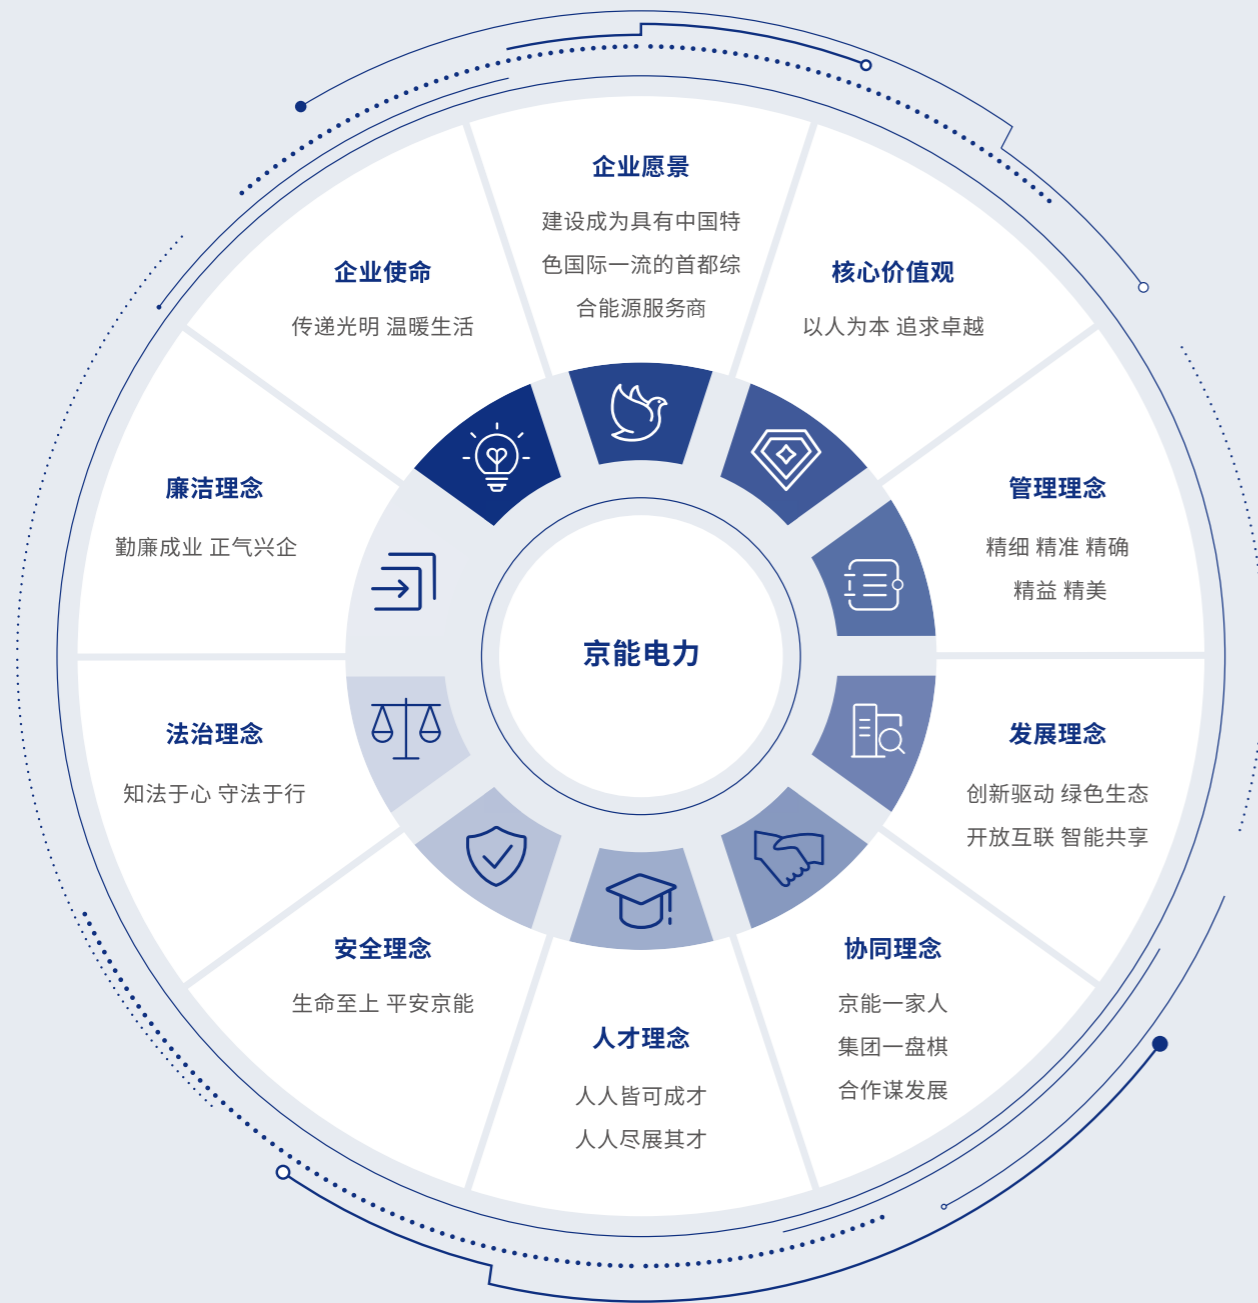 企业愿景
建设成为具有中国特
色国际一流的首都综
合能源服务商
核心价值观
以人为本 追求卓越
管理理念
精细 精准 精确
精益 精美
发展理念
创新驱动 绿色生态
开放互联 智能共享
协同理念
京能一家人
集团一盘棋
合作谋发展
人才理念
人人皆可成才
人人尽展其才
安全理念
生命至上 平安京能
法治理念
知法于心 守法于行
廉洁理念
勤廉成业 正气兴企
企业使命
传递光明 温暖生活
京能电力